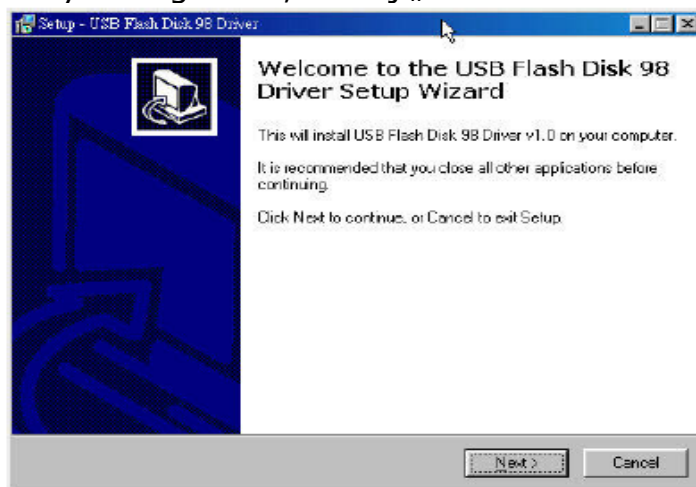 Setup - USB Flash Disk 98 Driver
Welcome to the USB Flash Disk 98
Driver Setup Wizard
This will install USB Flash Disk 98 Driver v1.0 on your computer.
It is recommended that you close all other applications before
continuing.
Click Next to continue, or Cancel to exit Setup.
Next >
Cancel